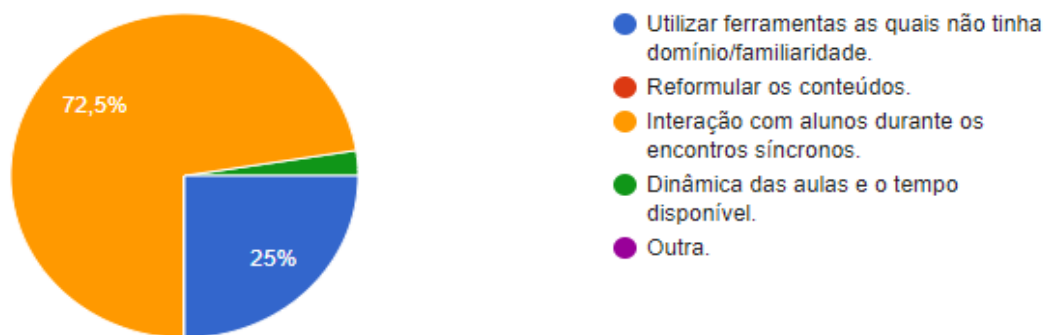 72,5%
25%
Utilizar ferramentas as quais não tinha
domínio/familiaridade.
Reformular os conteúdos.
Interação com alunos durante os
encontros síncronos.
Dinâmica das aulas e o tempo
disponível.
Outra.